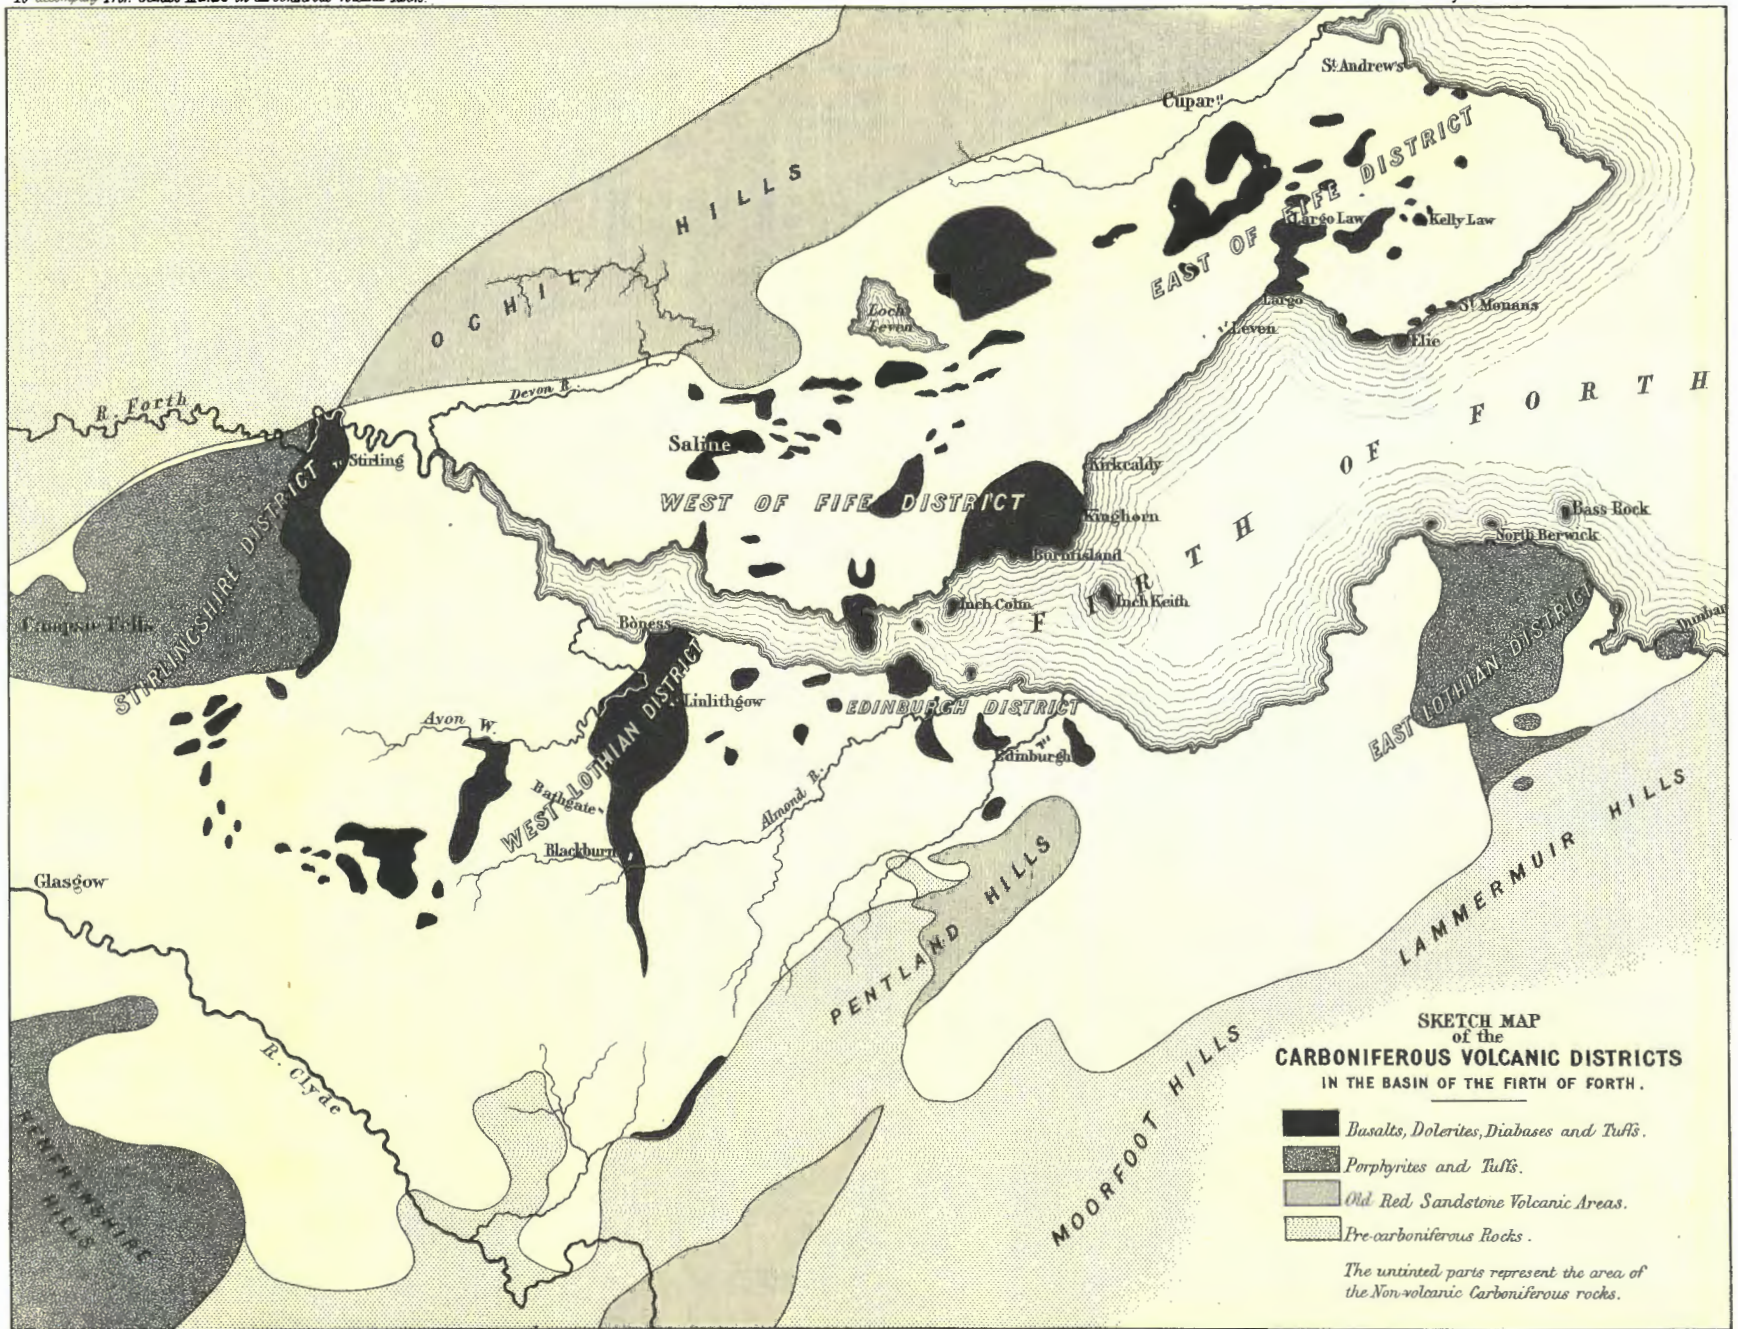 St. Andrew's
Cupar
EAST OF FIFE DISTRICT
Largo Law
Kelly Law
OCHIL HILLS
Loch Leven
Largo
St. Monans
Leven
Elie
Devon R.
R. Forth
Saline
Stirling
FIRTH OF FORTH
Kirkcaldy
WEST OF FIFE DISTRICT
Kinghorn
Bass Rock
North Berwick
Burntisland
STIRLINGSHIRE DISTRICT
Campsie Fells
Inch Colm
Inch Keith
Bòness
Dunbar
Linlithgow
EDINBURGH DISTRICT
EAST LOTHIAN DISTRICT
Avon W.
WEST LOTHIAN DISTRICT
Edinburgh
Bathgate
Almond R.
Blackburn
Glasgow
PENTLAND HILLS
LAMMERMUIR HILLS
R. Clyde
MOORFOOT HILLS
RENFREWSHIRE HILLS
SKETCH MAP
of the
CARBONIFEROUS VOLCANIC DISTRICTS
IN THE BASIN OF THE FIRTH OF FORTH.
Basalts, Dolerites, Diabases and Tuffs.
Porphyrites and Tuffs.
Old Red Sandstone Volcanic Areas.
Pre-carboniferous Rocks.
The untinted parts represent the area of
the Non-volcanic Carboniferous rocks.